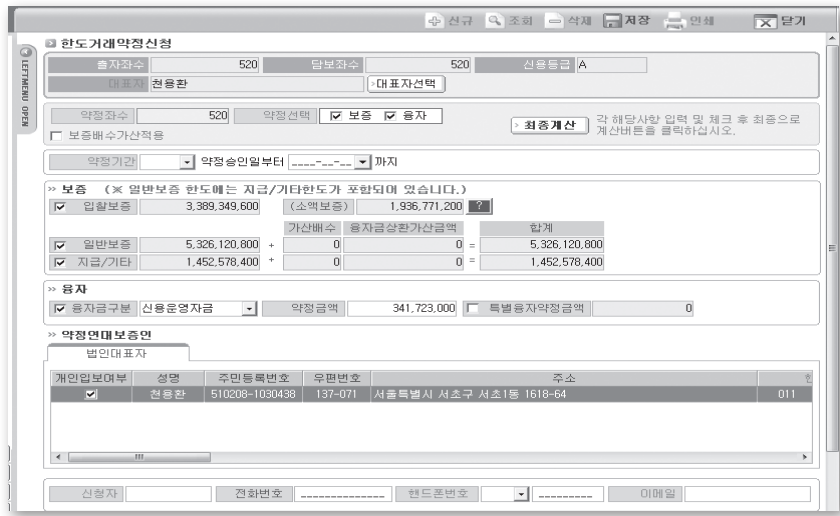 신규 조회 삭제 저장 인쇄 닫기
한도거래약정신청
LEFTMENU OPEN
출자좌수 520 담보좌수 520 신용등급 A
대표자 천용환 대표자선택
약정좌수 520 약정선택 보증 융자
최종계산 각 해당사항 입력 및 체크 후 최종으로
계산버튼을 클릭하십시오.
보증배수가산적용
약정기간 약정승인일부터 ____-__-__ 까지
» 보증 (※ 일반보증 한도에는 지급/기타한도가 포함되어 있습니다.)
입찰보증 3,389,349,600 (소액보증) 1,936,771,200 ?
가산배수 융자금상환가산금액 합계
일반보증 5,326,120,800 + 0 0 = 5,326,120,800
지급/기타 1,452,578,400 + 0 0 = 1,452,578,400
» 융자
융자금구분 신용운영자금 약정금액 341,723,000 특별융자약정금액 0
» 약정연대보증인
법인대표자
개인입보여부 성명 주민등록번호 우편번호 주소
천용환 510208-1030438 137-071 서울특별시 서초구 서초1동 1618-64 011
신청자 전화번호 ______________ 핸드폰번호 _________ 이메일